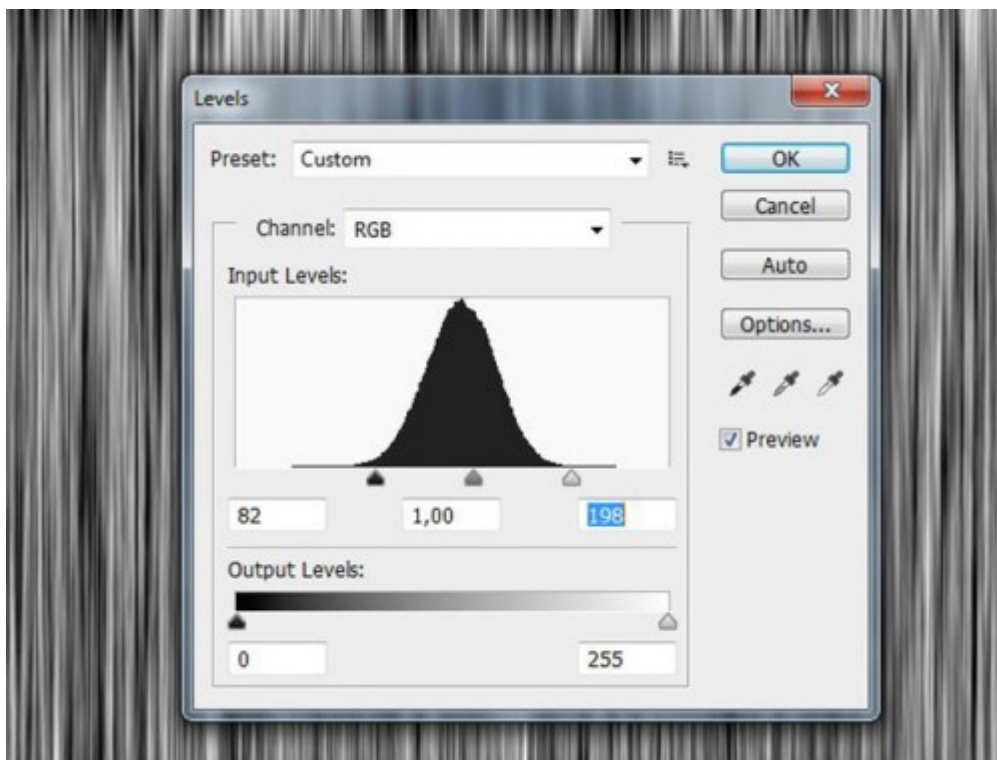 Levels
Preset: Custom
OK
Cancel
Channel: RGB
Auto
Input Levels:
Options...
Preview
82 1,00 198
Output Levels:
0 255